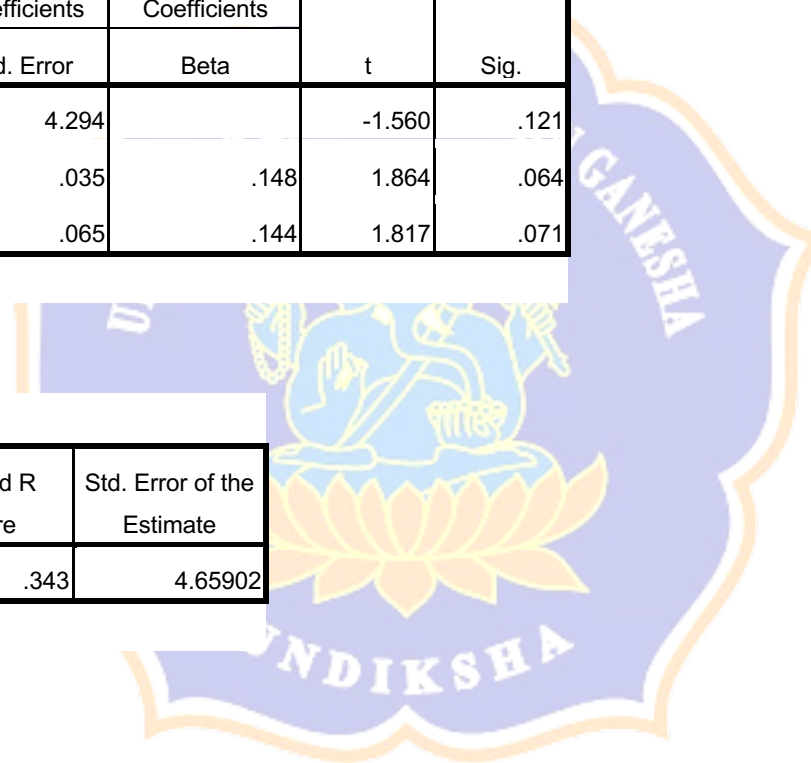 efficients Coefficients
d. Error Beta t Sig.
4.294 -1.560 .121
.035 .148 1.864 .064
.065 .144 1.817 .071
GANESHA
d R Std. Error of the
re Estimate
.343 4.65902
UNDIKSHA